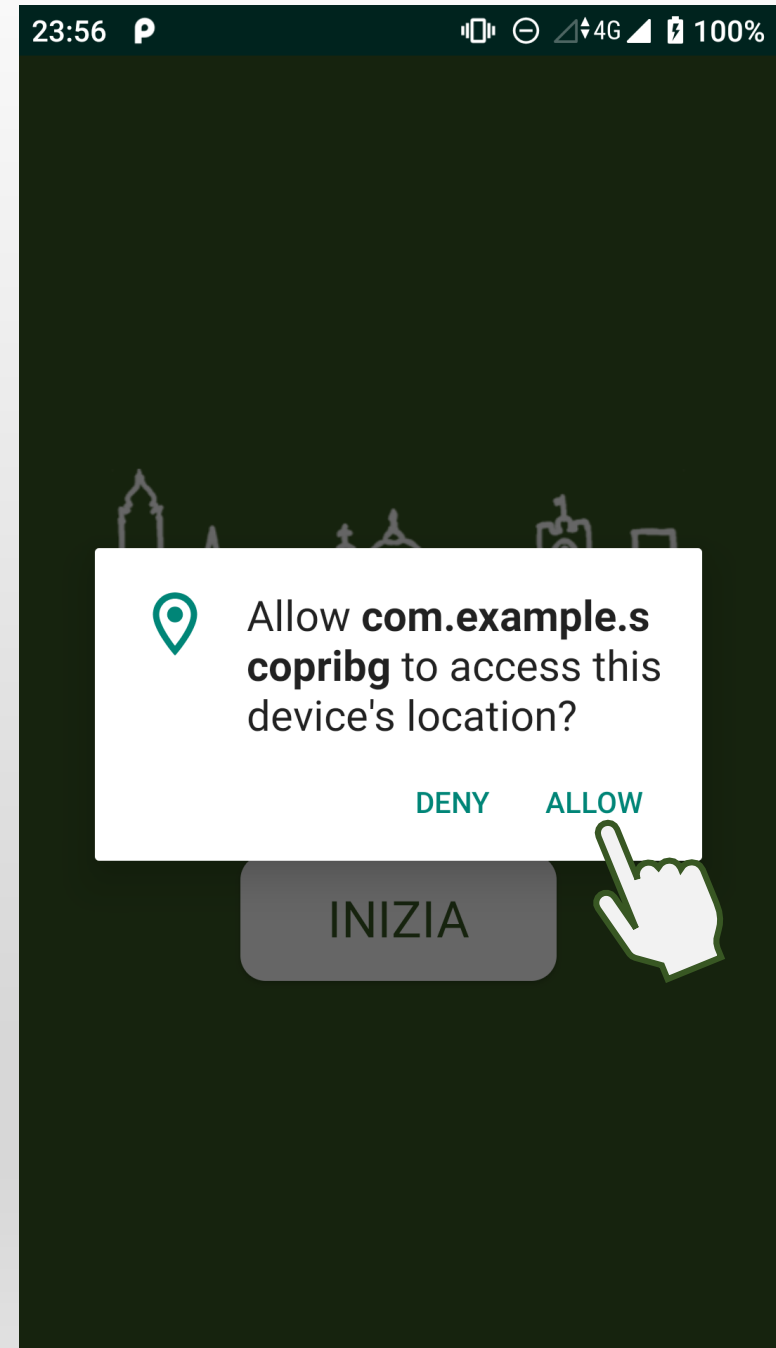 23:56 4G 100%
Allow com.example.s
copribg to access this
device's location?
DENY ALLOW
INIZIA